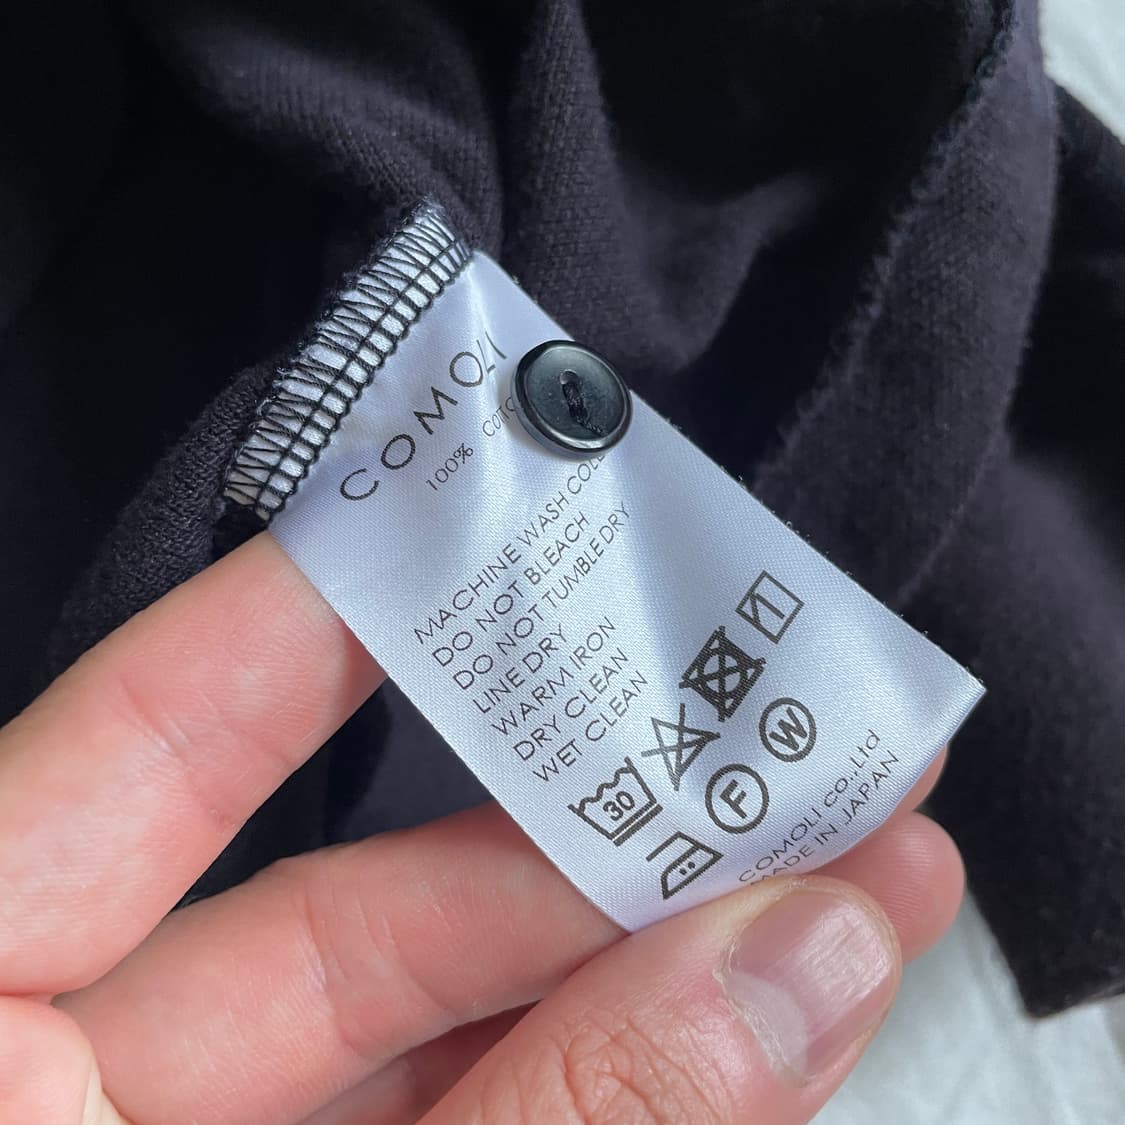 COMOLI
100%
MACHINE WASH COLD
DO NOT BLEACH
DO NOT TUMBLE DRY
LINE DRY
WARM IRON
DRY CLEAN
WET CLEAN
30
F W
COMOLI CO.,Ltd
MADE IN JAPAN